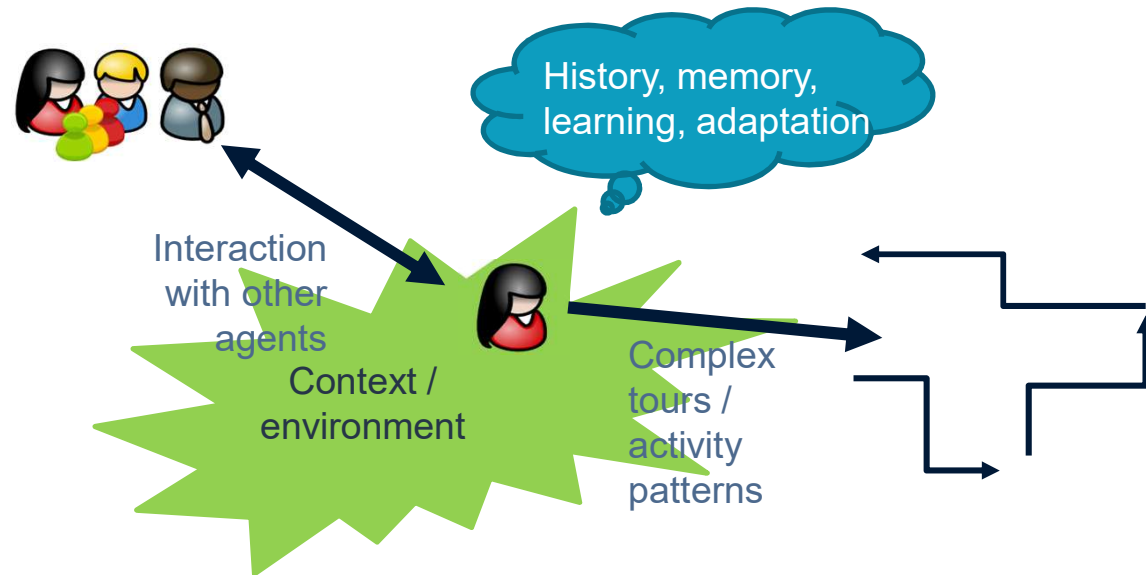 History, memory,
learning, adaptation
Interaction
with other
agents
Context /
environment
Complex
tours /
activity
patterns